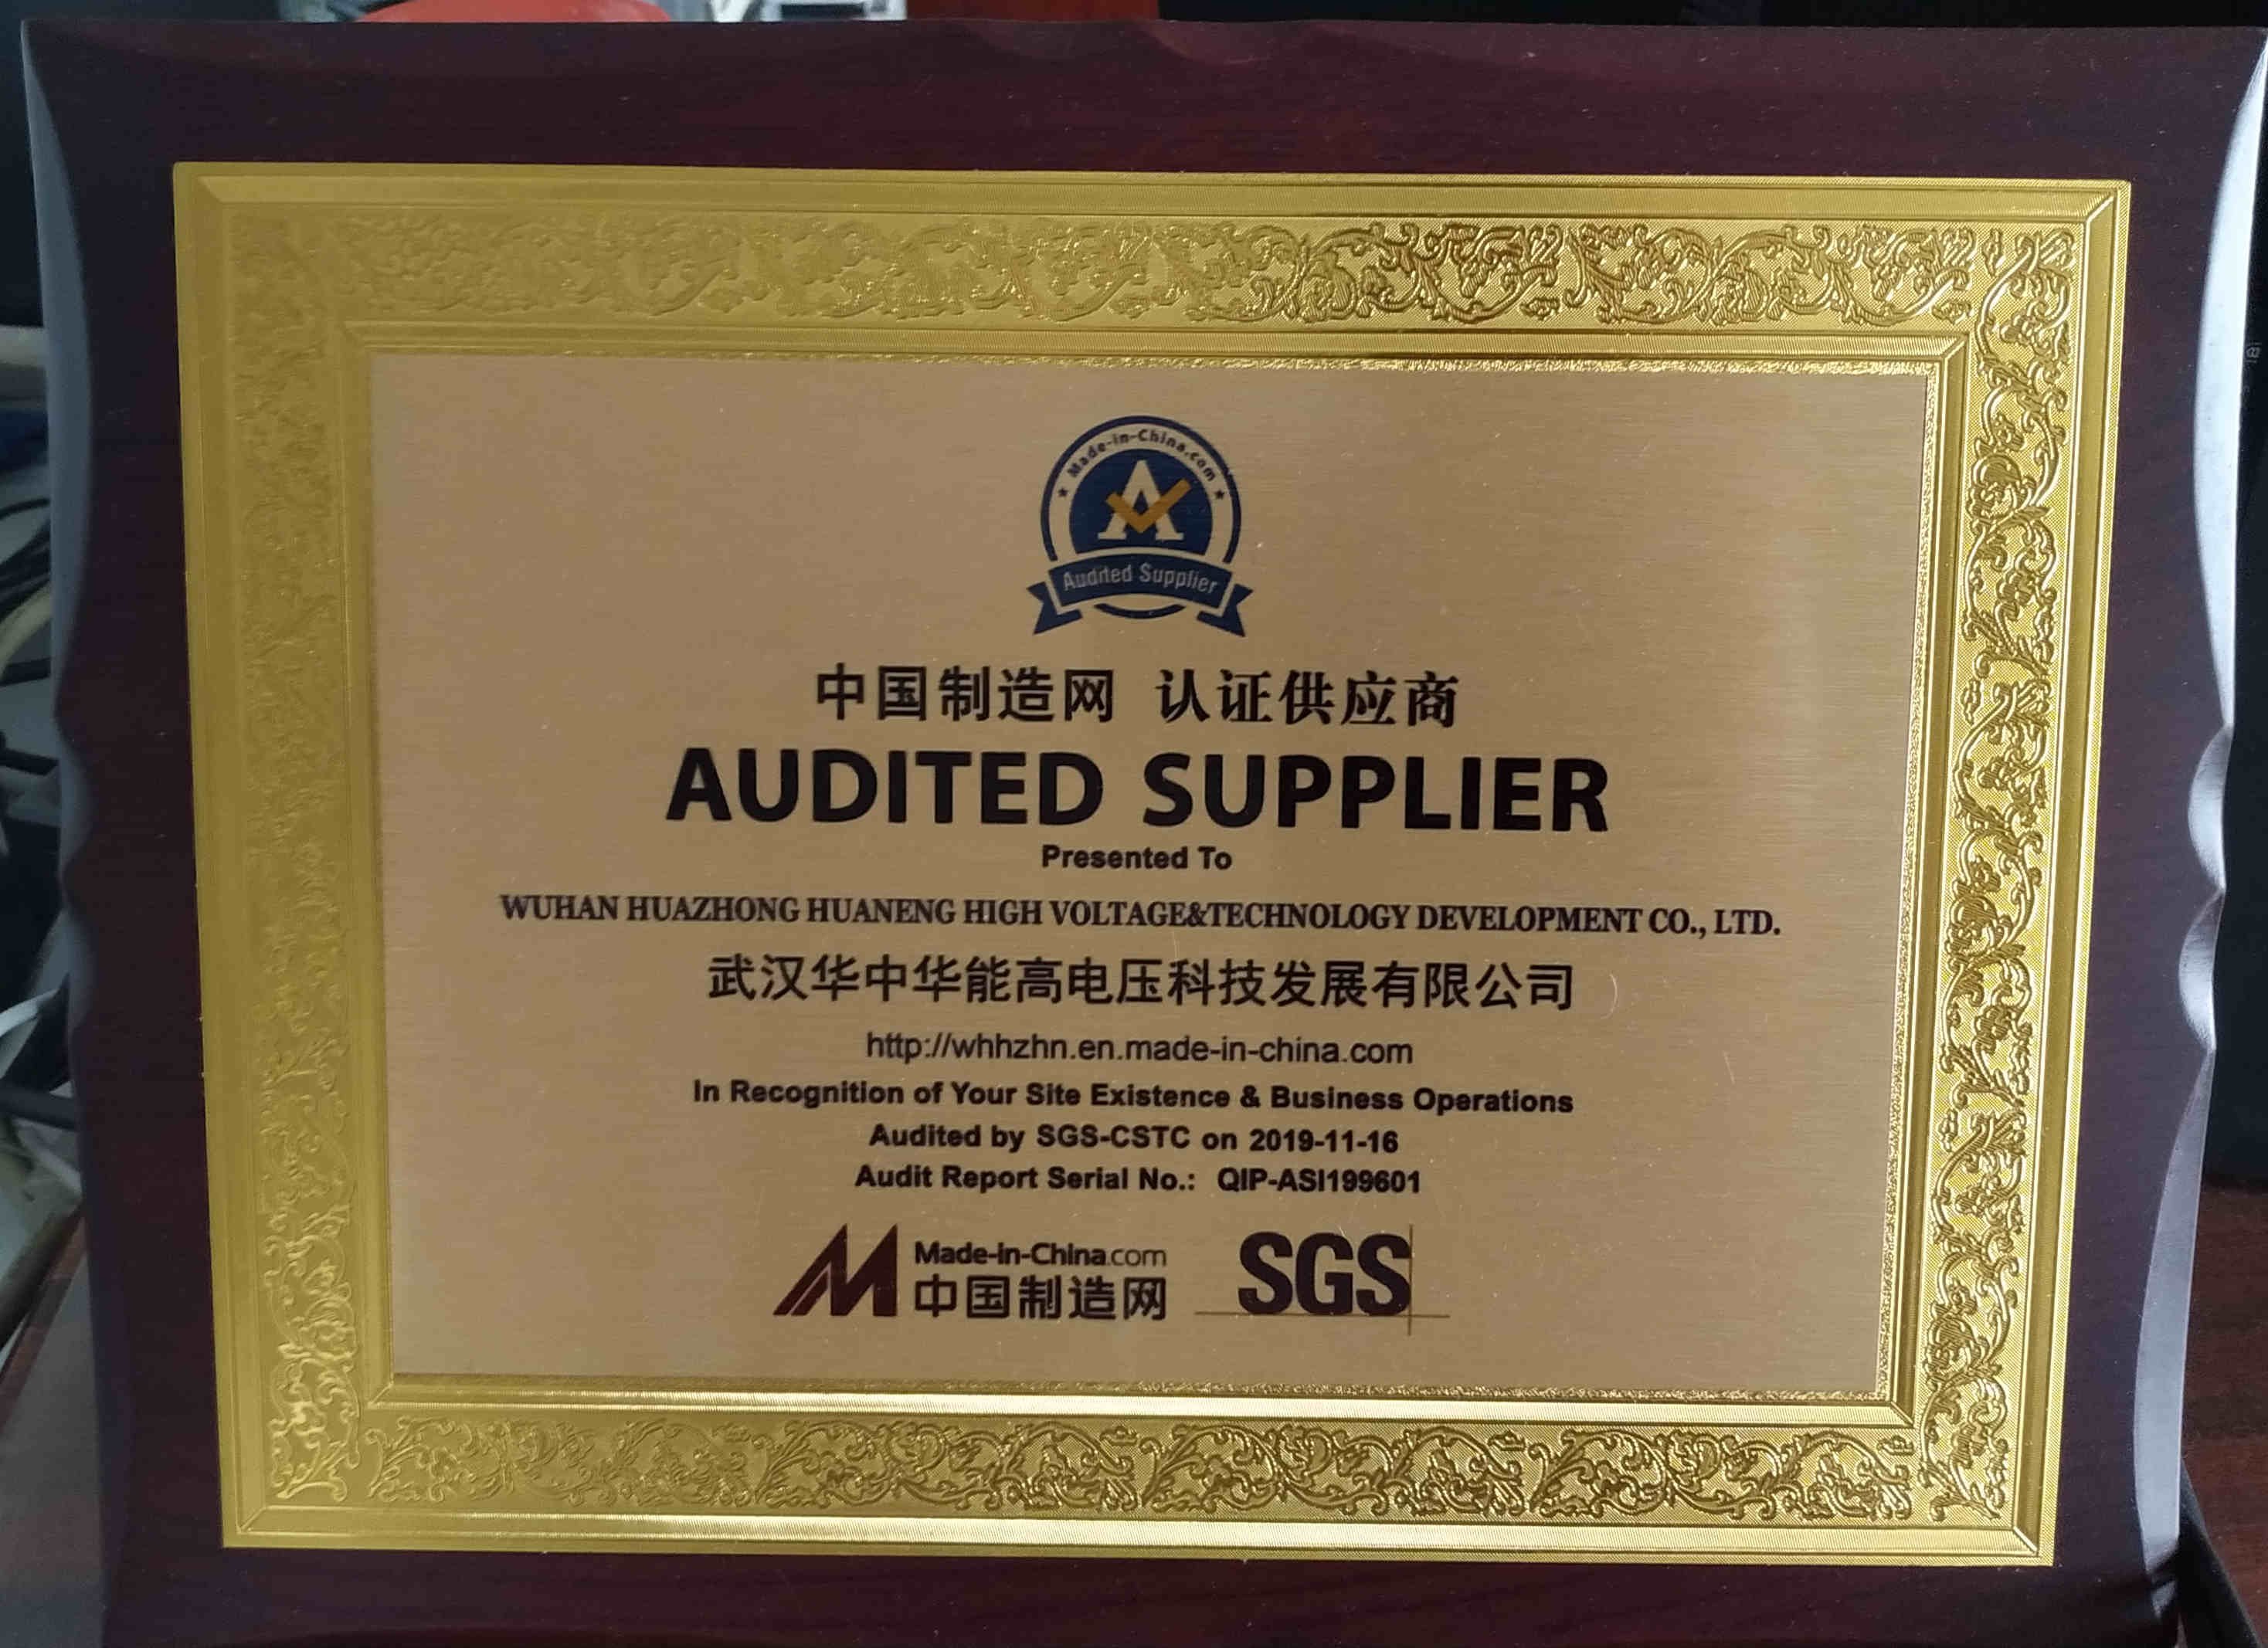 Made-in-China.com
A
Audited Supplier
中国制造网 认证供应商
AUDITED SUPPLIER
Presented To
WUHAN HUAZHONG HUANENG HIGH VOLTAGE&TECHNOLOGY DEVELOPMENT CO., LTD.
武汉华中华能高电压科技发展有限公司
http://whhzhn.en.made-in-china.com
In Recognition of Your Site Existence & Business Operations
Audited by SGS-CSTC on 2019-11-16
Audit Report Serial No.: QIP-ASI199601
Made-in-China.com
中国制造网
SGS